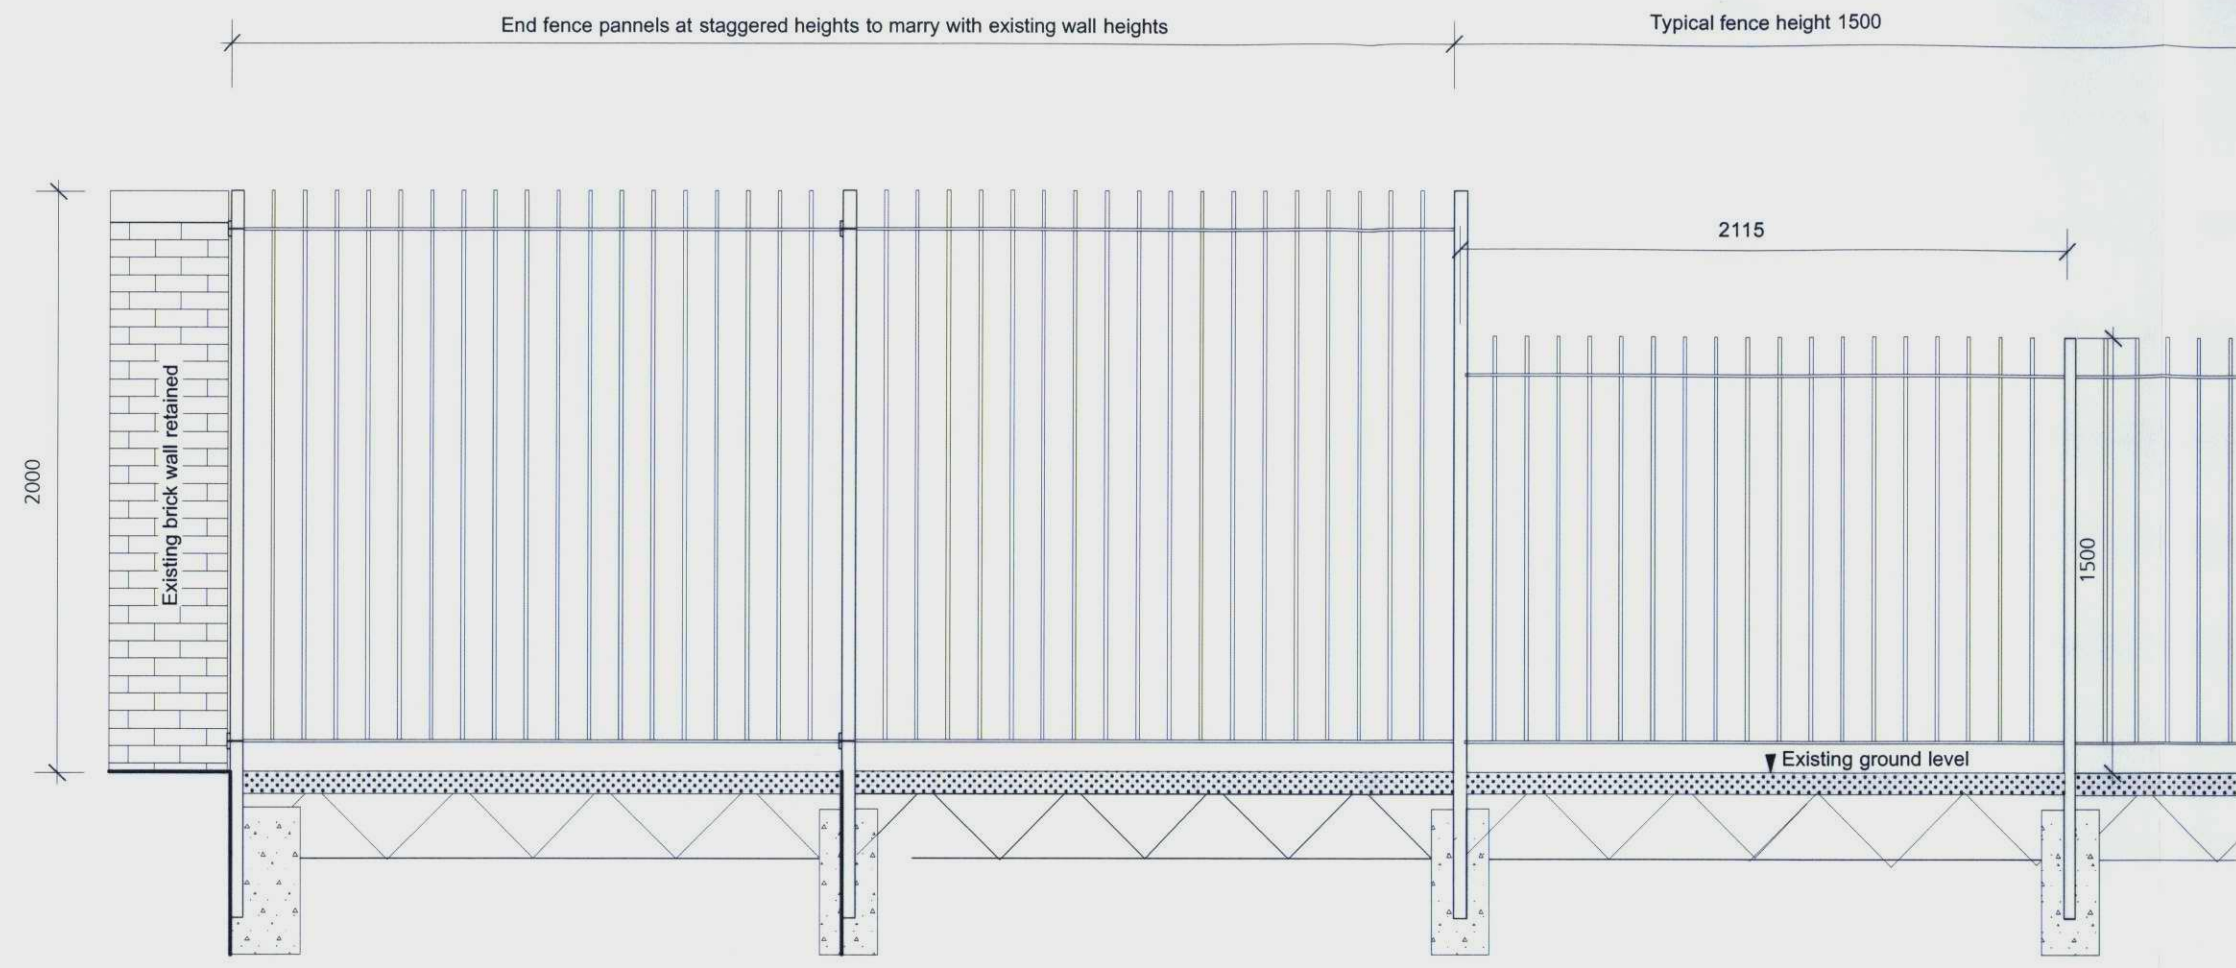 End fence pannels at staggered heights to marry with existing wall heights
Typical fence height 1500
2115
2000
Existing brick wall retained
1500
Existing ground level